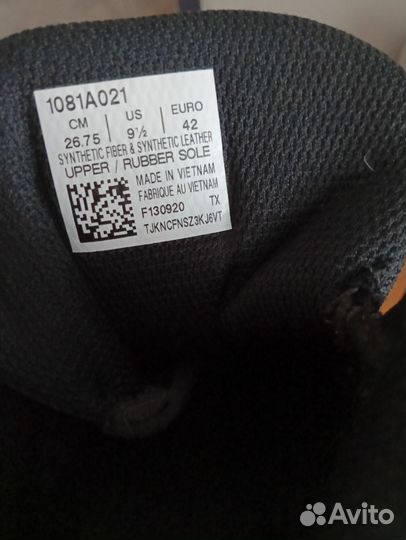 1081A021
CM US EURO
26.75 9½ 42
SYNTHETIC FIBER & SYNTHETIC LEATHER
UPPER / RUBBER SOLE
MADE IN VIETNAM
FABRIQUE AU VIETNAM
F130920 TX
TJKNCFNSZ3KJ6VT
Avito